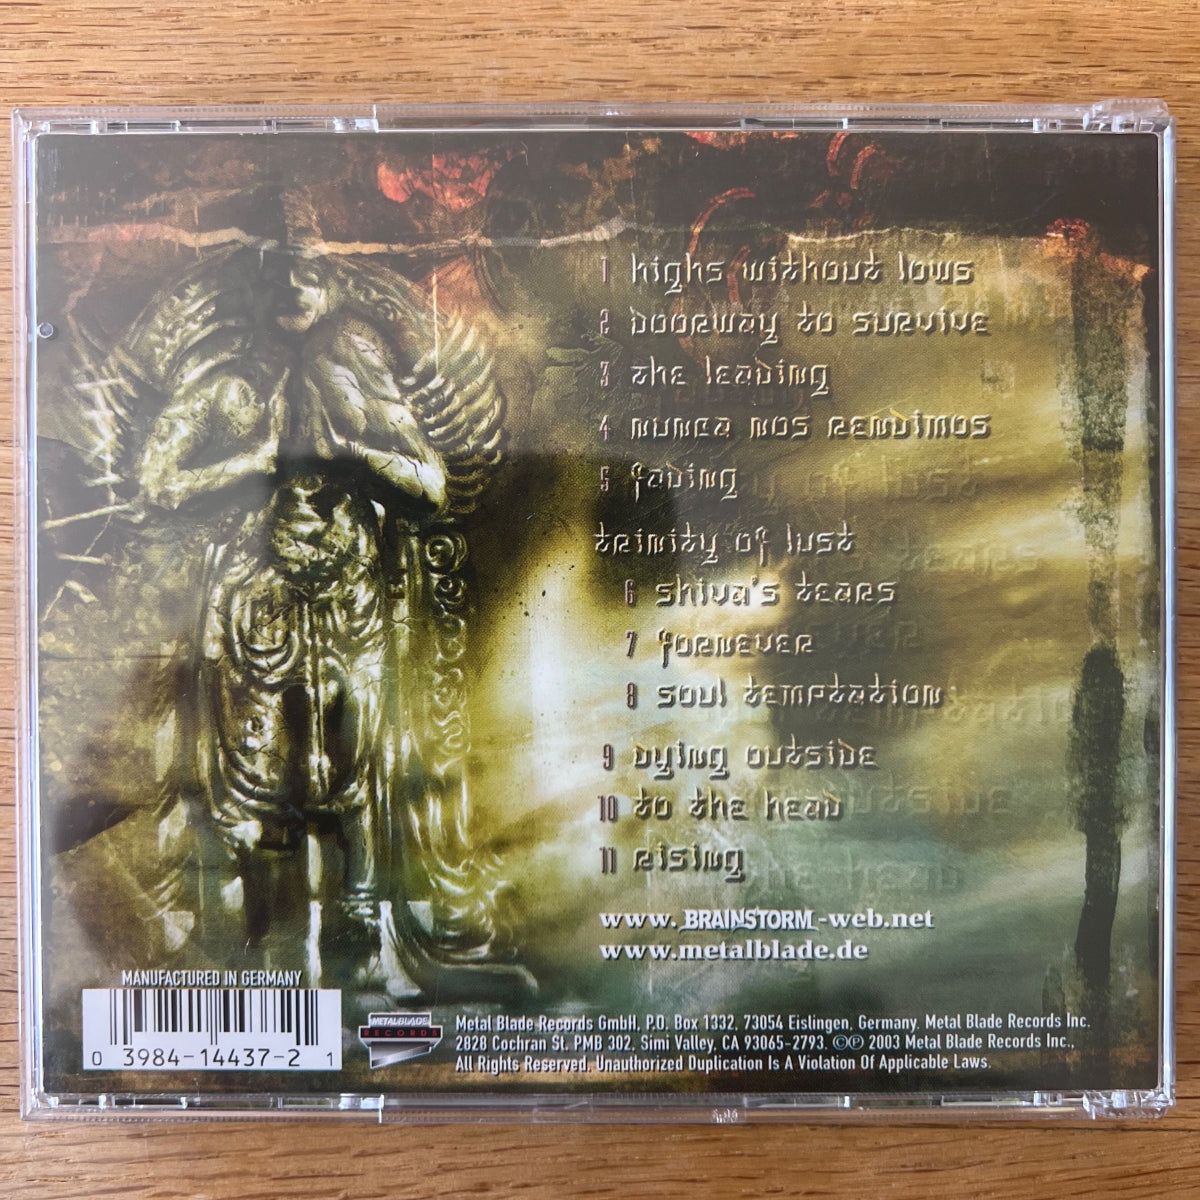 1 highs without lows
2 doorway to survive
3 the leading
4 nunca nos rendimos
5 fading
trinity of lust
6 shiva's tears
7 fornever
8 soul temptation
9 dying outside
10 to the head
11 rising
www.BRAINSTORM-web.net
www.metalblade.de
MANUFACTURED IN GERMANY
0 3984-14437-2 1
METALBLADE
RECORDS
Metal Blade Records GmbH, P.O. Box 1332, 73054 Eislingen, Germany. Metal Blade Records Inc.
2828 Cochran St. PMB 302, Simi Valley, CA 93065-2793. ©℗ 2003 Metal Blade Records Inc.,
All Rights Reserved. Unauthorized Duplication Is A Violation Of Applicable Laws.